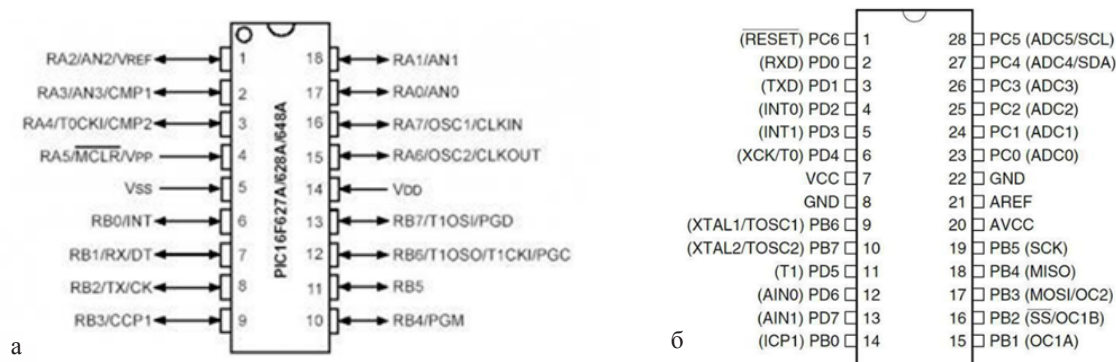 RA2/AN2/VREF 1 18 RA1/AN1
RA3/AN3/CMP1 2 17 RA0/AN0
RA4/T0CKI/CMP2 3 16 RA7/OSC1/CLKIN
RA5/MCLR/VPP 4 15 RA6/OSC2/CLKOUT
VSS 5 14 VDD
RB0/INT 6 13 RB7/T1OSI/PGD
RB1/RX/DT 7 12 RB6/T1OSO/T1CKI/PGC
RB2/TX/CK 8 11 RB5
RB3/CCP1 9 10 RB4/PGM
PIC16F627A/628A/648A
а
(RESET) PC6 1 28 PC5 (ADC5/SCL)
(RXD) PD0 2 27 PC4 (ADC4/SDA)
(TXD) PD1 3 26 PC3 (ADC3)
(INT0) PD2 4 25 PC2 (ADC2)
(INT1) PD3 5 24 PC1 (ADC1)
(XCK/T0) PD4 6 23 PC0 (ADC0)
VCC 7 22 GND
GND 8 21 AREF
(XTAL1/TOSC1) PB6 9 20 AVCC
(XTAL2/TOSC2) PB7 10 19 PB5 (SCK)
(T1) PD5 11 18 PB4 (MISO)
(AIN0) PD6 12 17 PB3 (MOSI/OC2)
(AIN1) PD7 13 16 PB2 (SS/OC1B)
(ICP1) PB0 14 15 PB1 (OC1A)
б